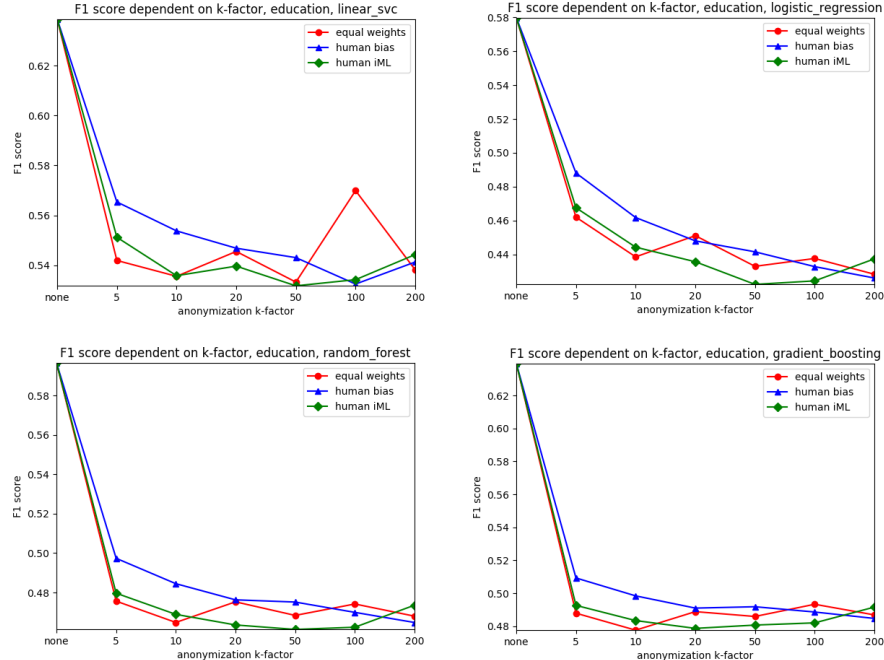 F1 score dependent on k-factor, education, linear_svc
equal weights
human bias
human iML
0.62
0.60
0.58
0.56
0.54
F1 score
none
5
10
20
50
100
200
anonymization k-factor
F1 score dependent on k-factor, education, logistic_regression
equal weights
human bias
human iML
0.58
0.56
0.54
0.52
0.50
0.48
0.46
0.44
F1 score
none
5
10
20
50
100
200
anonymization k-factor
F1 score dependent on k-factor, education, random_forest
equal weights
human bias
human iML
0.58
0.56
0.54
0.52
0.50
0.48
F1 score
none
5
10
20
50
100
200
anonymization k-factor
F1 score dependent on k-factor, education, gradient_boosting
equal weights
human bias
human iML
0.62
0.60
0.58
0.56
0.54
0.52
0.50
0.48
F1 score
none
5
10
20
50
100
200
anonymization k-factor